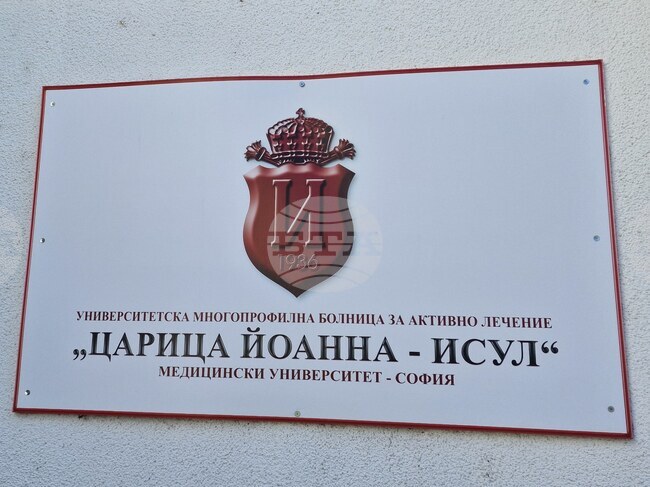 И
1936
УНИВЕРСИТЕТСКА МНОГОПРОФИЛНА БОЛНИЦА ЗА АКТИВНО ЛЕЧЕНИЕ
„ЦАРИЦА ЙОАННА - ИСУЛ“
МЕДИЦИНСКИ УНИВЕРСИТЕТ - СОФИЯ